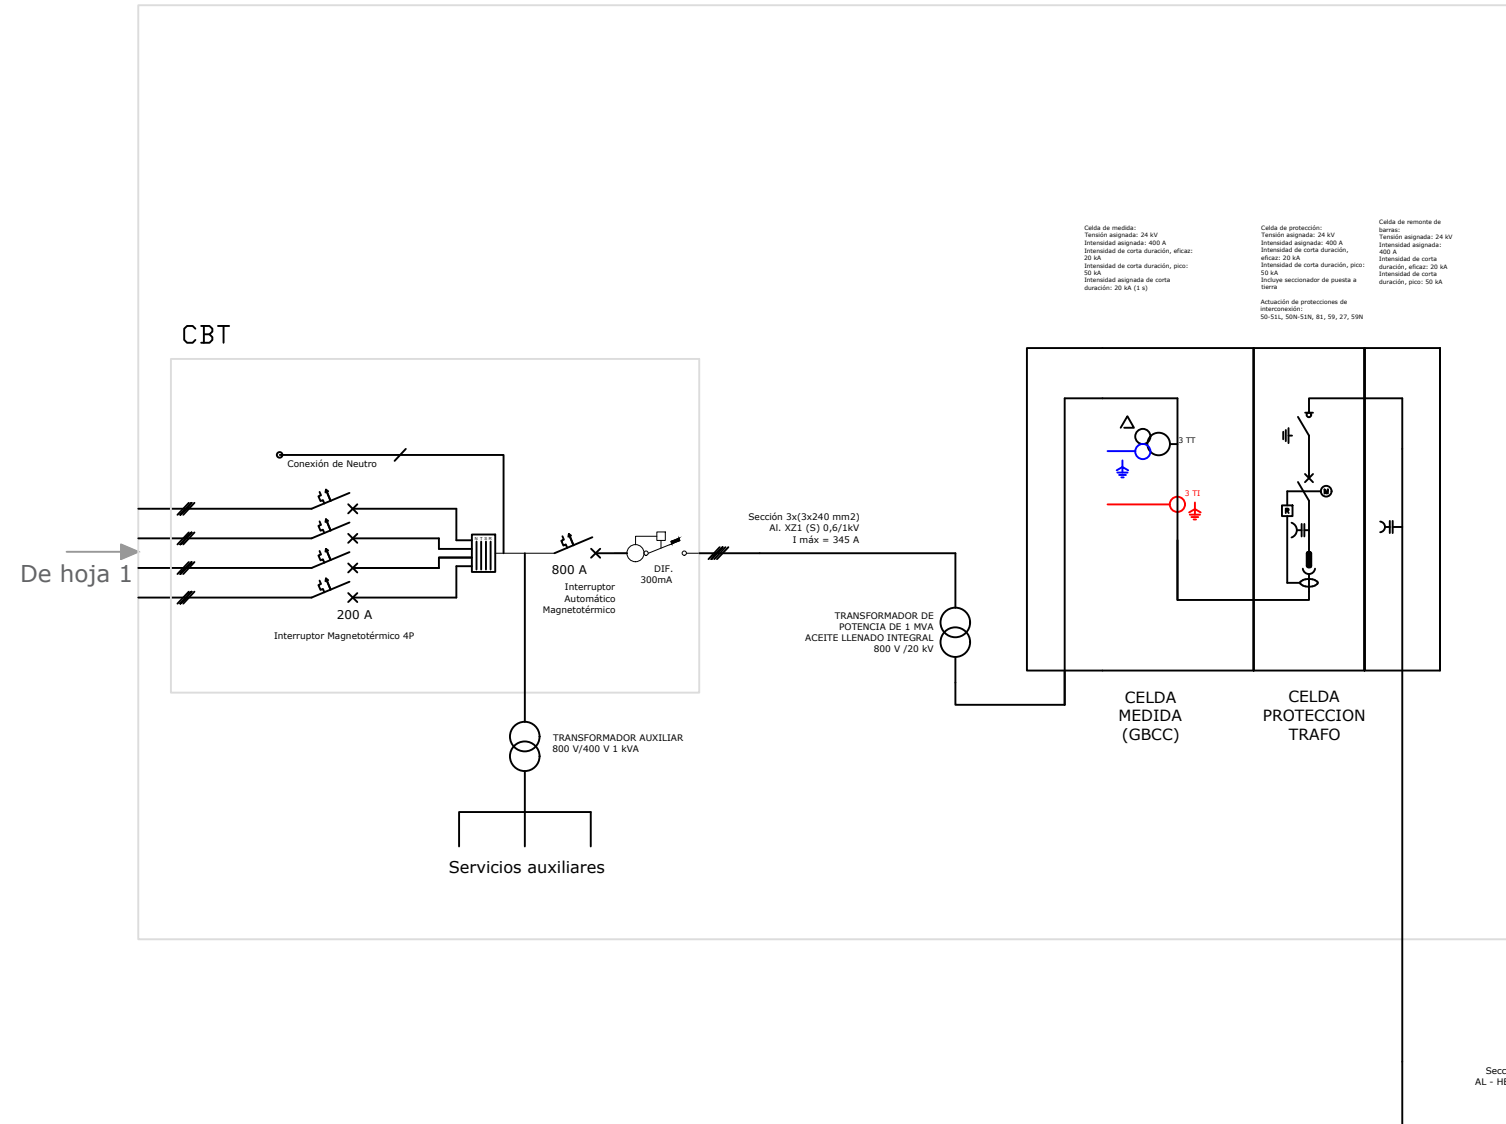 Celda de medida:
Tensión asignada: 24 kV
Intensidad asignada: 400 A
Intensidad de corta duración, eficaz:
20 kA
Intensidad de corta duración, pico:
50 kA
Intensidad asignada de corta
duración: 20 kA (1 s)
Celda de protección:
Tensión asignada: 24 kV
Intensidad asignada: 400 A
Intensidad de corta duración,
eficaz: 20 kA
Intensidad de corta duración, pico:
50 kA
Incluye seccionador de puesta a
tierra
Actuación de protecciones de
interconexión:
50-51L, 50N-51N, 81, 59, 27, 59N
Celda de remonte de
barras:
Tensión asignada: 24 kV
Intensidad asignada:
400 A
Intensidad de corta
duración, eficaz: 20 kA
Intensidad de corta
duración, pico: 50 kA
CBT
Conexión de Neutro
De hoja 1
200 A
Interruptor Magnetotérmico 4P
800 A
Interruptor
Automático
Magnetotérmico
DIF.
300mA
Sección 3x(3x240 mm2)
Al. XZ1 (S) 0,6/1kV
I máx = 345 A
TRANSFORMADOR DE
POTENCIA DE 1 MVA
ACEITE LLENADO INTEGRAL
800 V /20 kV
3 TT
3 TI
M
R
CELDA
MEDIDA
(GBCC)
CELDA
PROTECCION
TRAFO
TRANSFORMADOR AUXILIAR
800 V/400 V 1 kVA
Servicios auxiliares
Secc
AL - HE